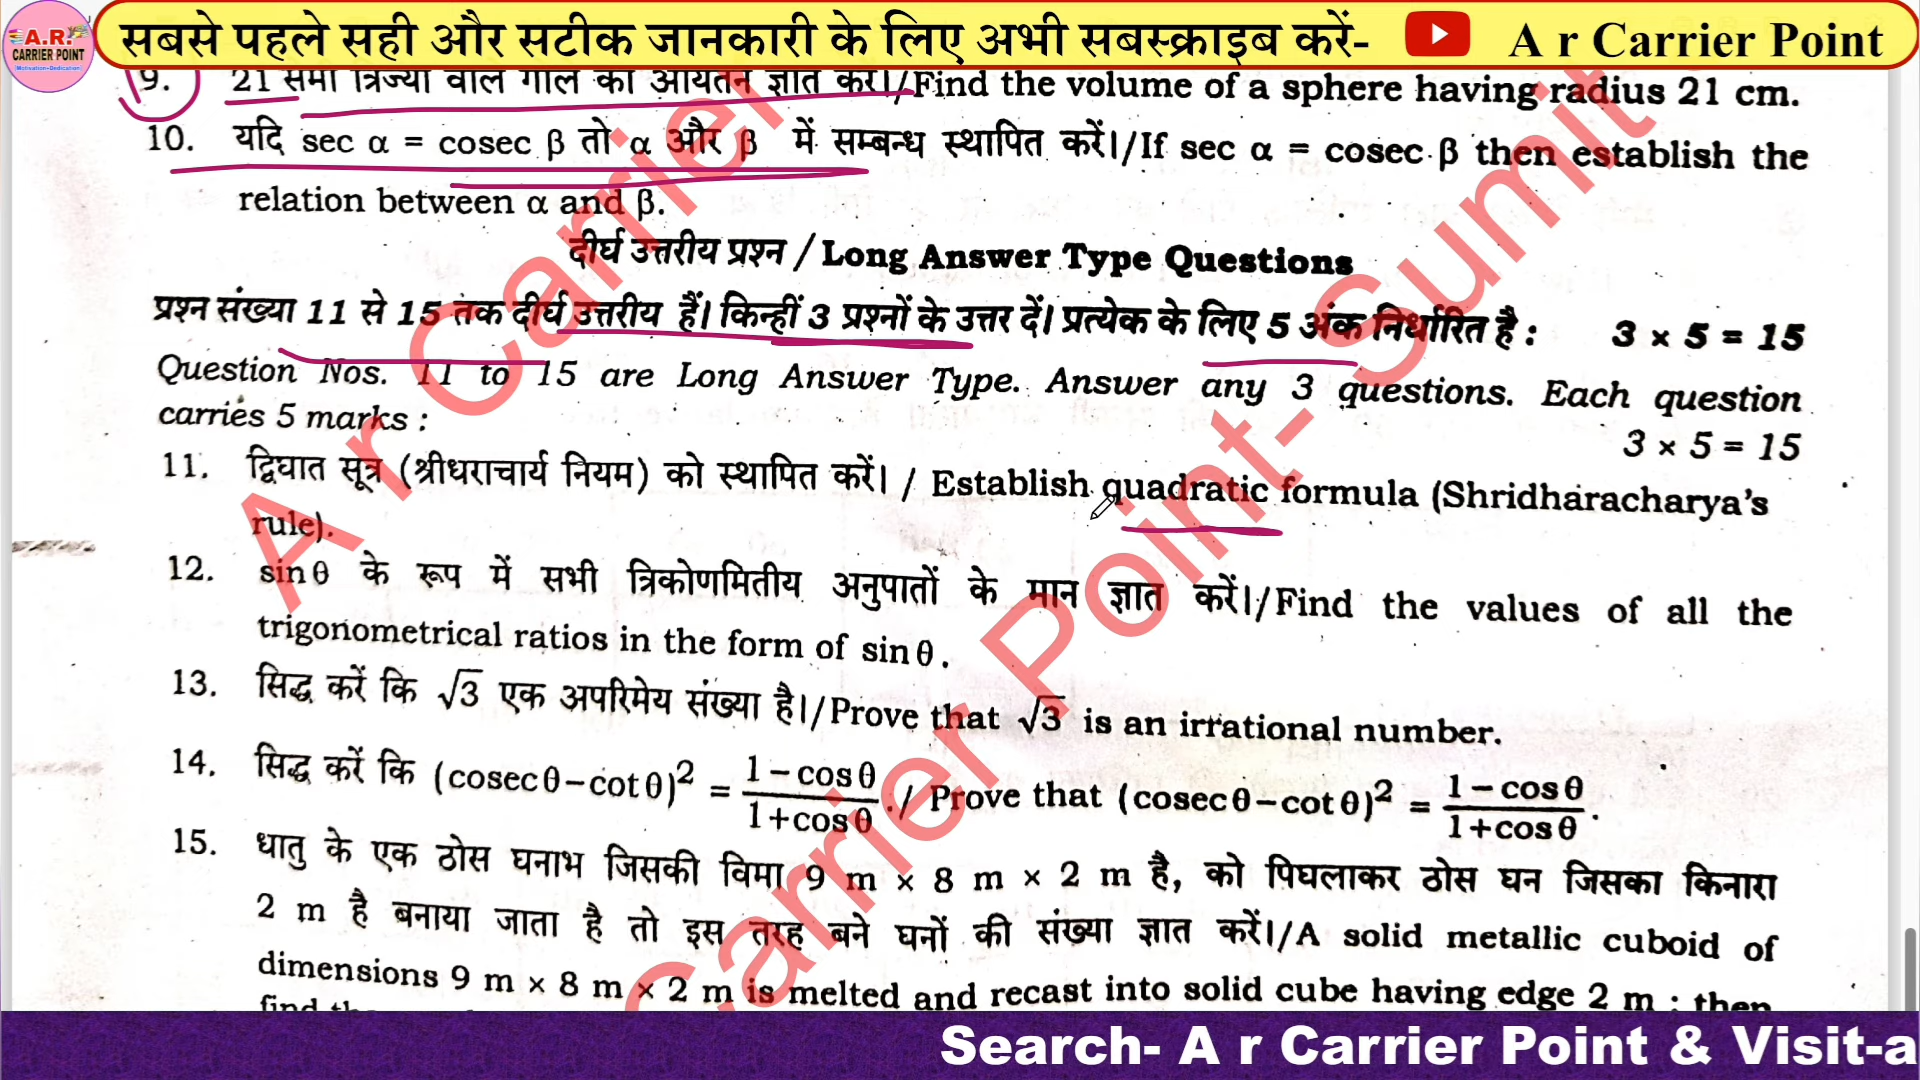 सबसे पहले सही और सटीक जानकारी के लिए अभी सबस्क्राइब करें- A r Carrier Point
A.R.
CARRIER POINT
(Motivation-Dedication)
9. 21 सेमी त्रिज्या वाले गोले का आयतन ज्ञात करें।/Find the volume of a sphere having radius 21 cm.
10. यदि sec α = cosec β तो α और β में सम्बन्ध स्थापित करें।/If sec α = cosec β then establish the
relation between α and β.
दीर्घ उत्तरीय प्रश्न / Long Answer Type Questions
प्रश्न संख्या 11 से 15 तक दीर्घ उत्तरीय हैं। किन्हीं 3 प्रश्नों के उत्तर दें। प्रत्येक के लिए 5 अंक निर्धारित है : 3 × 5 = 15
Question Nos. 11 to 15 are Long Answer Type. Answer any 3 questions. Each question
carries 5 marks : 3 × 5 = 15
11. द्विघात सूत्र (श्रीधराचार्य नियम) को स्थापित करें। / Establish quadratic formula (Shridharacharya's
rule).
12. sin θ के रूप में सभी त्रिकोणमितीय अनुपातों के मान ज्ञात करें।/Find the values of all the
trigonometrical ratios in the form of sin θ.
13. सिद्ध करें कि √3 एक अपरिमेय संख्या है।/Prove that √3 is an irrational number.
14. सिद्ध करें कि (cosec θ – cot θ)² = (1 – cos θ)/(1 + cos θ). / Prove that (cosec θ – cot θ)² = (1 – cos θ)/(1 + cos θ).
15. धातु के एक ठोस घनाभ जिसकी विमा 9 m × 8 m × 2 m है, को पिघलाकर ठोस घन जिसका किनारा
2 m है बनाया जाता है तो इस तरह बने घनों की संख्या ज्ञात करें।/A solid metallic cuboid of
dimensions 9 m × 8 m × 2 m is melted and recast into solid cube having edge 2 m ; then
find
A r Carrier Point- Sumit
Carrier Point-
Search- A r Carrier Point & Visit-a